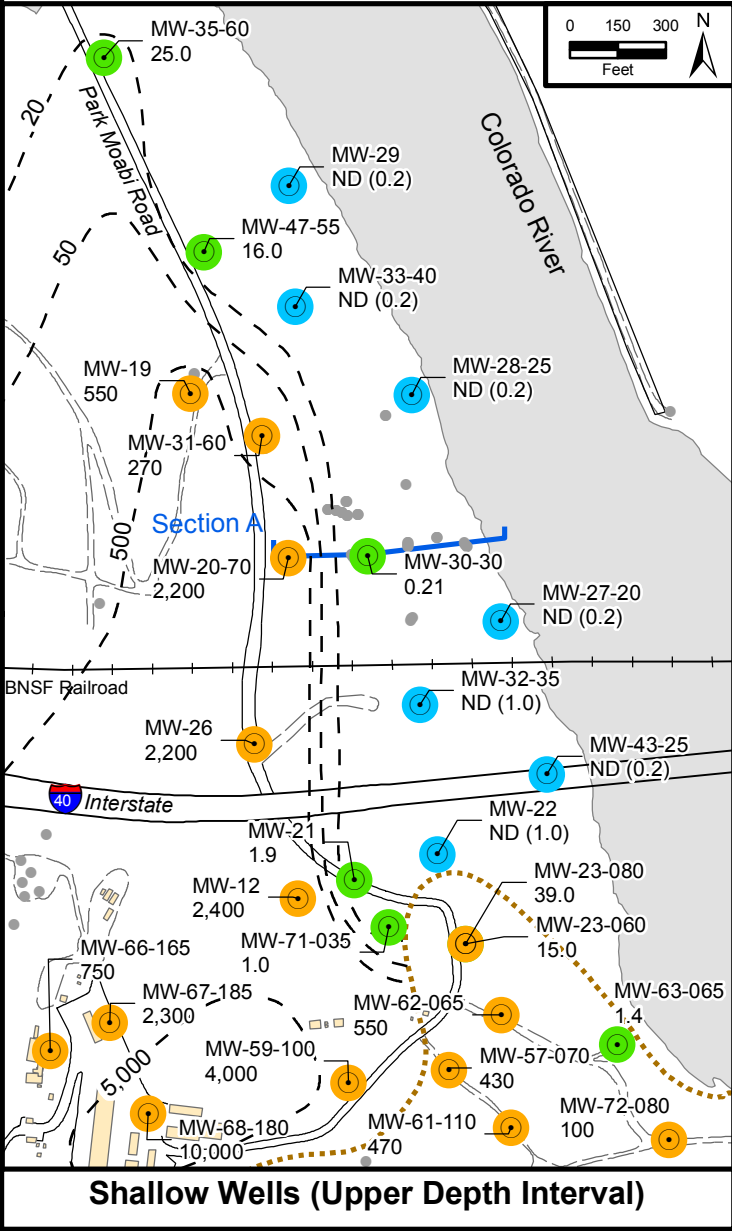 0 150 300
Feet
N
MW-35-60
25.0
20
Park Moabi Road
Colorado River
MW-29
ND (0.2)
50
MW-47-55
16.0
MW-33-40
ND (0.2)
MW-19
550
MW-28-25
ND (0.2)
MW-31-60
270
500
Section A
MW-20-70
2,200
MW-30-30
0.21
MW-27-20
ND (0.2)
BNSF Railroad
MW-32-35
ND (1.0)
MW-26
2,200
MW-43-25
ND (0.2)
40 Interstate
MW-21
1.9
MW-22
ND (1.0)
MW-12
2,400
MW-23-080
39.0
MW-23-060
15.0
MW-71-035
1.0
MW-66-165
750
MW-67-185
2,300
MW-62-065
550
MW-63-065
1.4
5,000
MW-59-100
4,000
MW-57-070
430
MW-68-180
10,000
MW-61-110
470
MW-72-080
100
Shallow Wells (Upper Depth Interval)